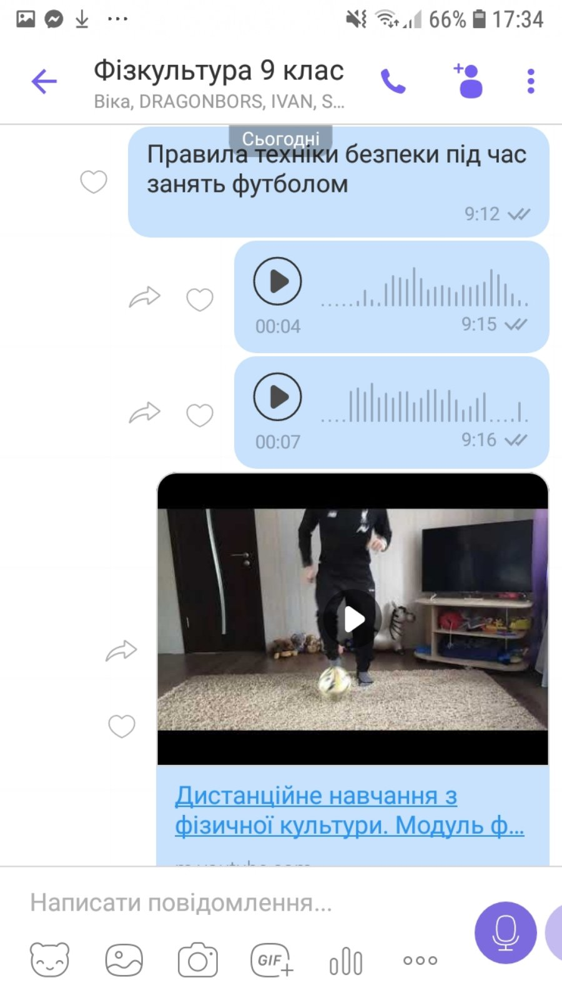 66% 17:34
Фізкультура 9 клас
Віка, DRAGONBORS, IVAN, S...
Сьогодні
Правила техніки безпеки під час
занять футболом
9:12
00:04 9:15
00:07 9:16
Дистанційне навчання з
фізичної культури. Модуль ф...
Написати повідомлення...
GIF